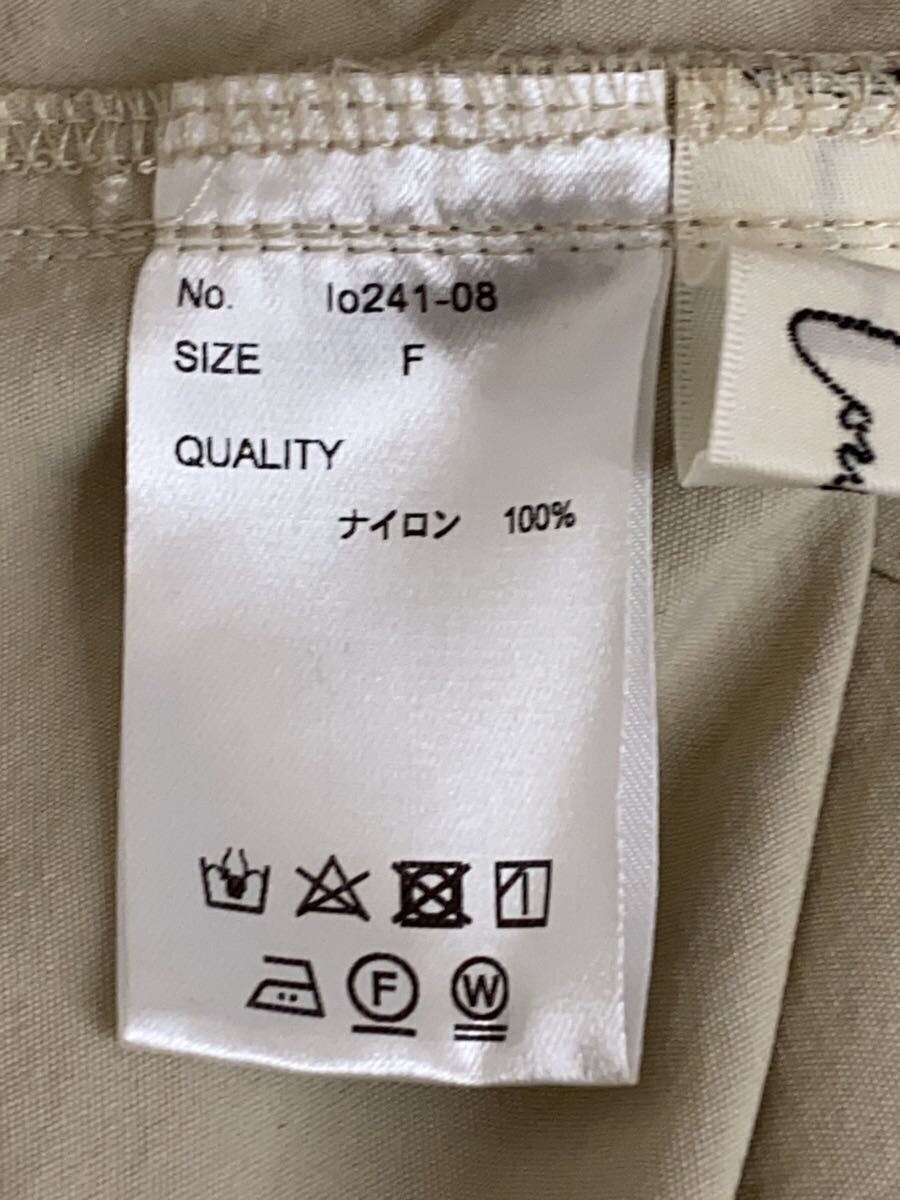 No. lo241-08
SIZE F
QUALITY
ナイロン 100%
F W